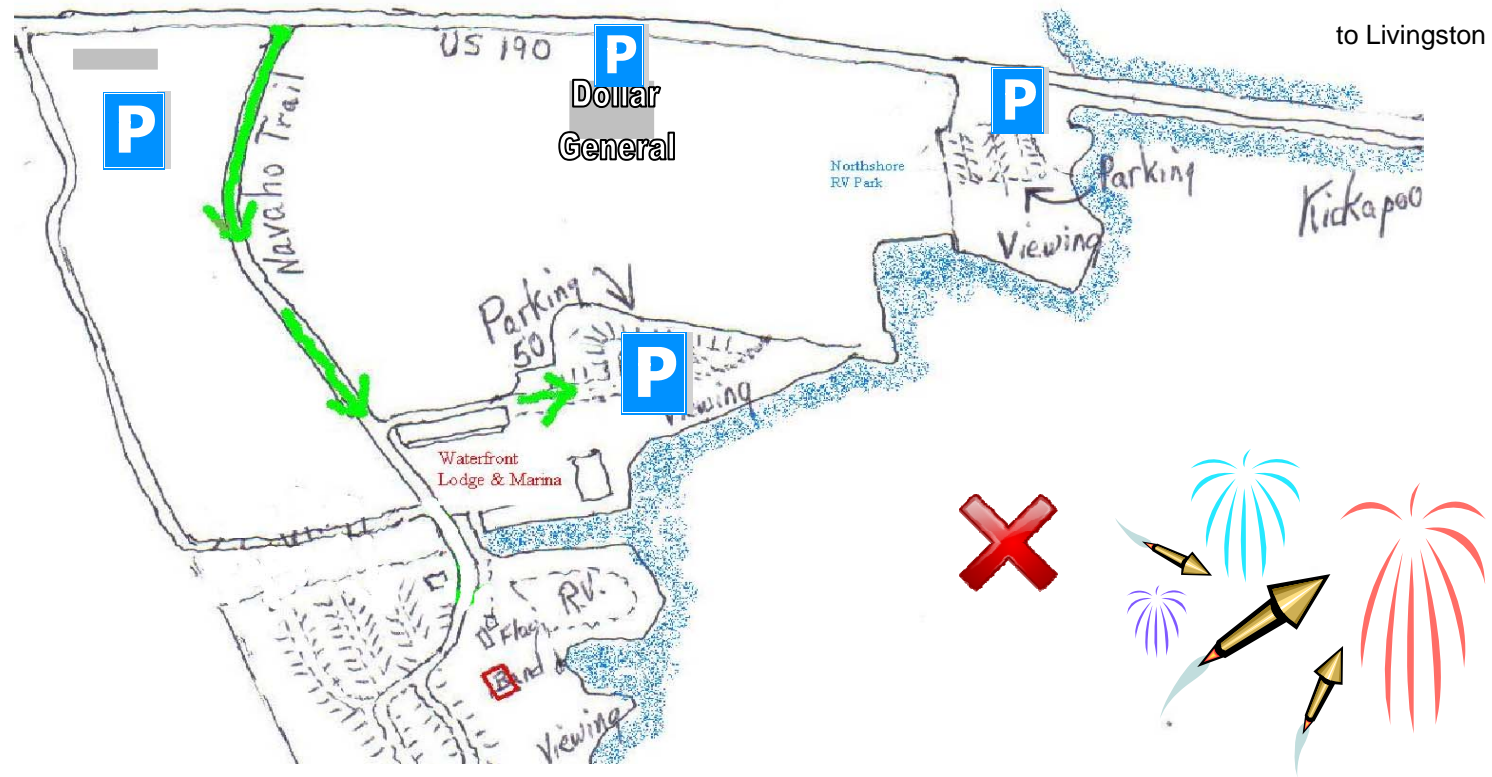 to Livingston
US 190
P
Dollar
General
P
P
Navaho Trail
Northshore
RV Park
Parking
Kickapoo
Viewing
Parking
50
P
Viewing
Waterfront
Lodge & Marina
RV.
Flag
Band
Viewing